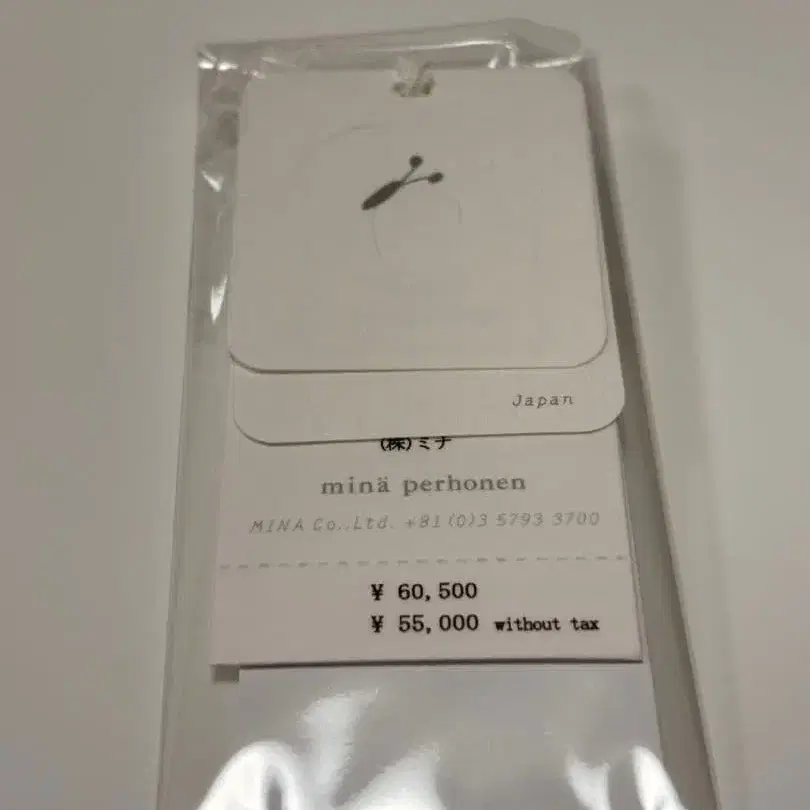 Japan
(株)ミナ
minä perhonen
MINA Co.,Ltd. +81(0)3 5793 3700
¥ 60,500
¥ 55,000 without tax